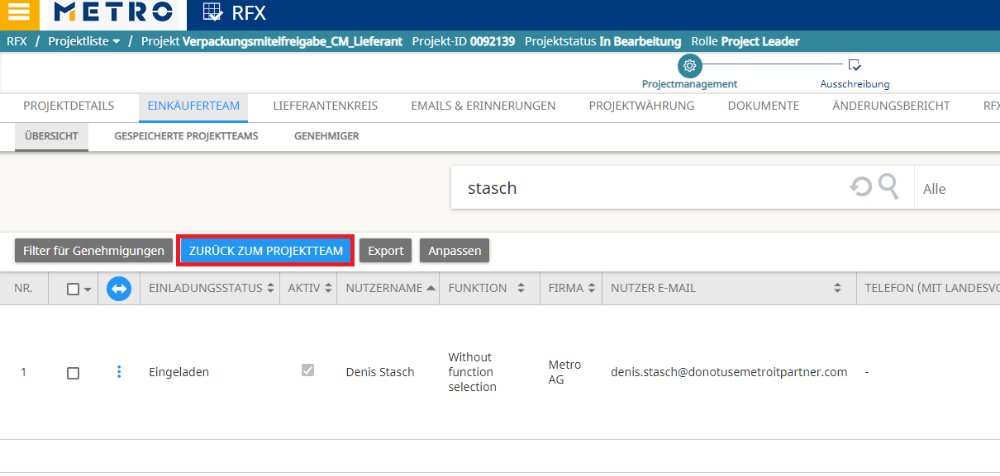 METRO RFX
RFX / Projektliste / Projekt Verpackungsmitelfreigabe_CM_Lieferant Projekt-ID 0092139 Projektstatus In Bearbeitung Rolle Project Leader
Projectmanagement Ausschreibung
PROJEKTDETAILS EINKÄUFERTEAM LIEFERANTENKREIS EMAILS & ERINNERUNGEN PROJEKTWÄHRUNG DOKUMENTE ÄNDERUNGSBERICHT RFX
ÜBERSICHT GESPEICHERTE PROJEKTTEAMS GENEHMIGER
stasch Alle
Filter für Genehmigungen ZURÜCK ZUM PROJEKTTEAM Export Anpassen
NR. EINLADUNGSSTATUS AKTIV NUTZERNAME FUNKTION FIRMA NUTZER E-MAIL TELEFON (MIT LANDESVO
1 Eingeladen Denis Stasch
Without
function
selection
Metro
AG
denis.stasch@donotusemetroitpartner.com -